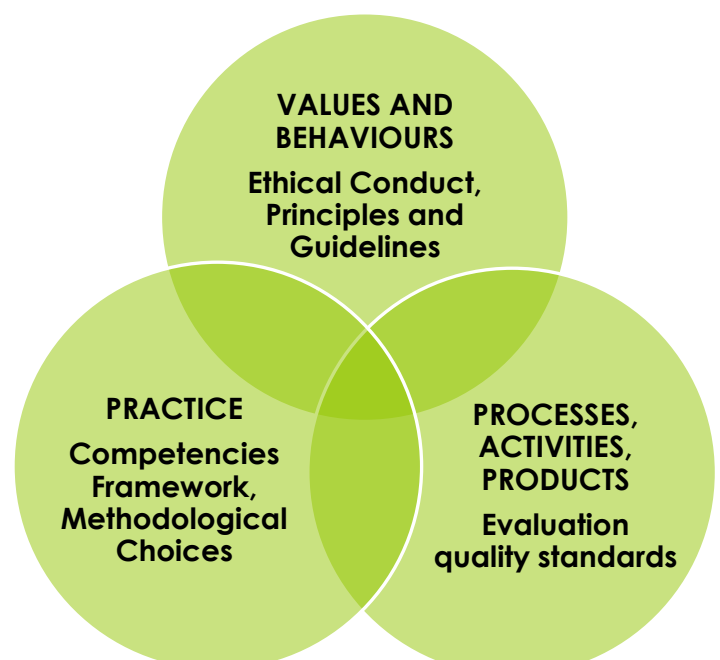 VALUES AND
BEHAVIOURS
Ethical Conduct,
Principles and
Guidelines
PRACTICE
Competencies
Framework,
Methodological
Choices
PROCESSES,
ACTIVITIES,
PRODUCTS
Evaluation
quality standards